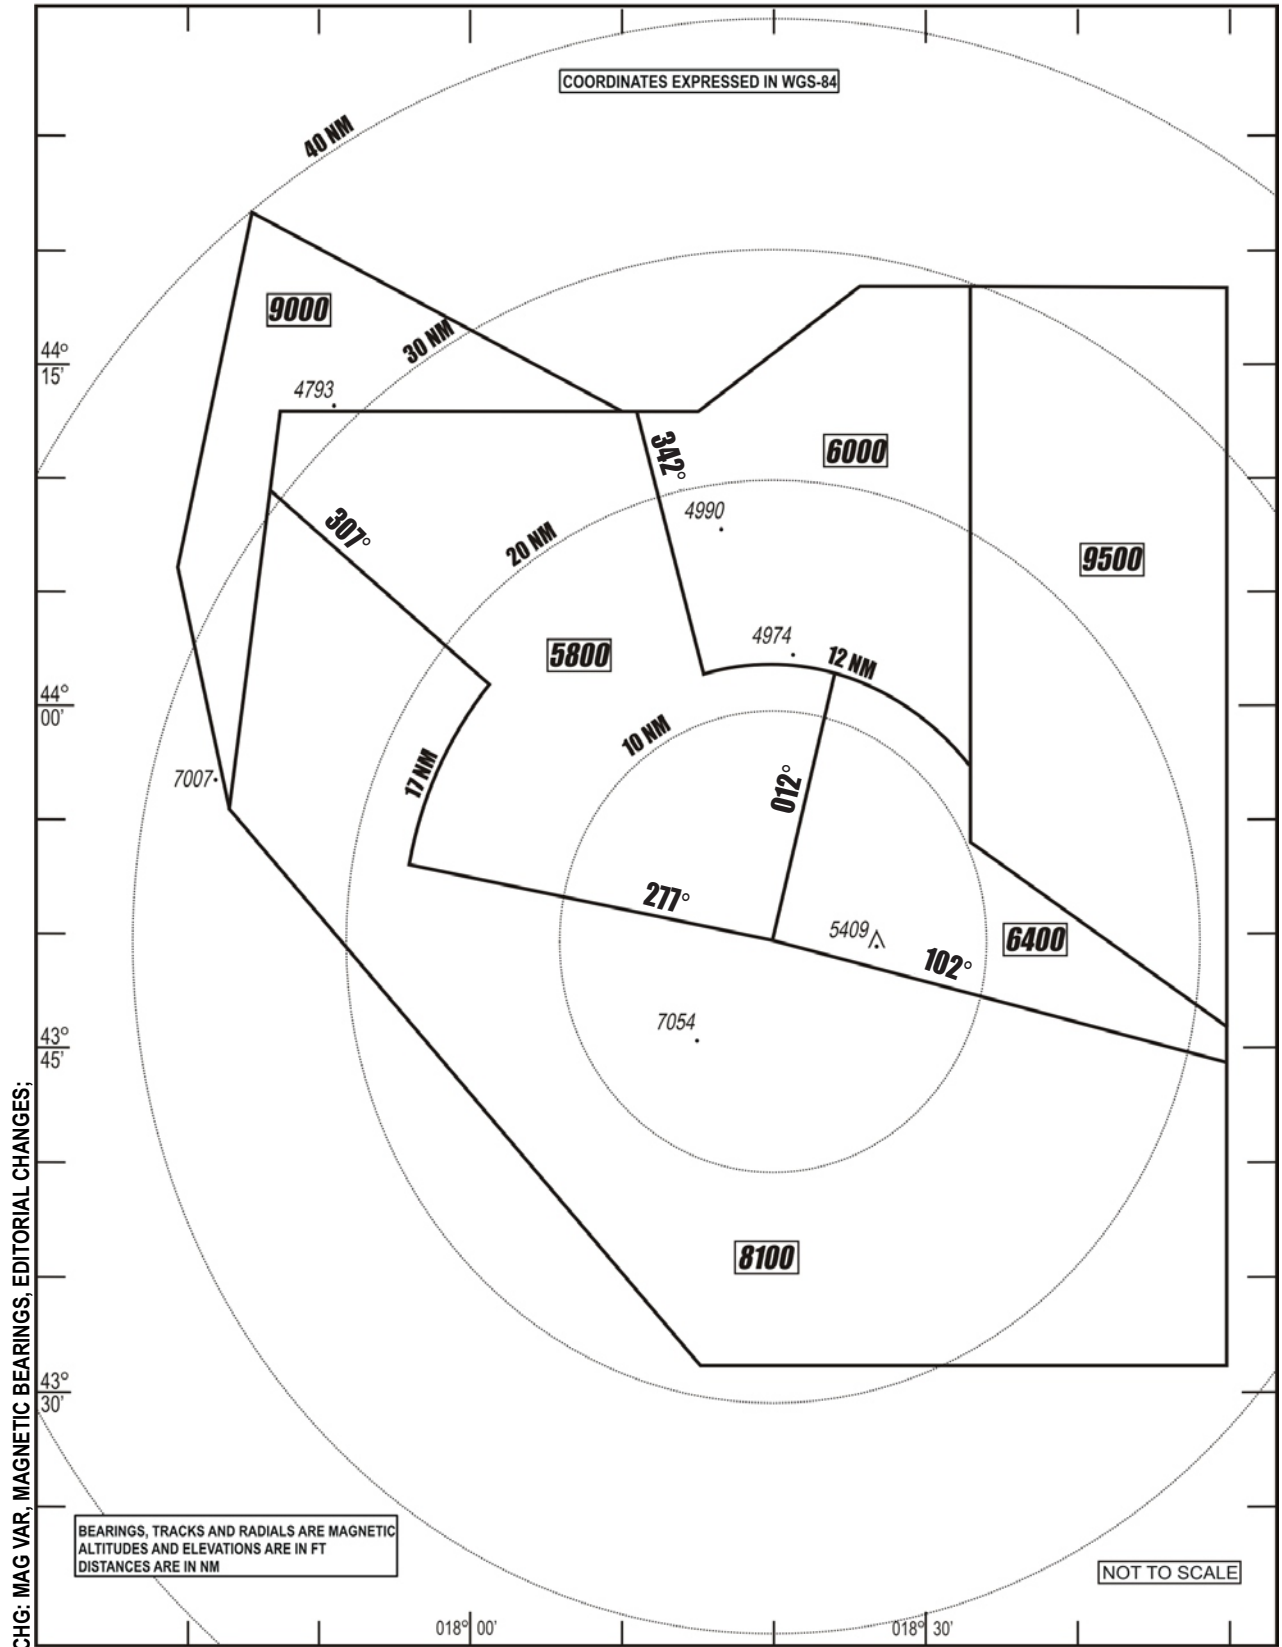 COORDINATES EXPRESSED IN WGS-84
40 NM
9000
30 NM
44°
15'
4793
342°
6000
4990
307°
20 NM
9500
4974
12 NM
5800
44°
00'
10 NM
7007
17 NM
012°
277°
5409
6400
102°
7054
43°
45'
8100
43°
30'
BEARINGS, TRACKS AND RADIALS ARE MAGNETIC
ALTITUDES AND ELEVATIONS ARE IN FT
DISTANCES ARE IN NM
NOT TO SCALE
018° 00'
018° 30'
CHG: MAG VAR, MAGNETIC BEARINGS, EDITORIAL CHANGES;